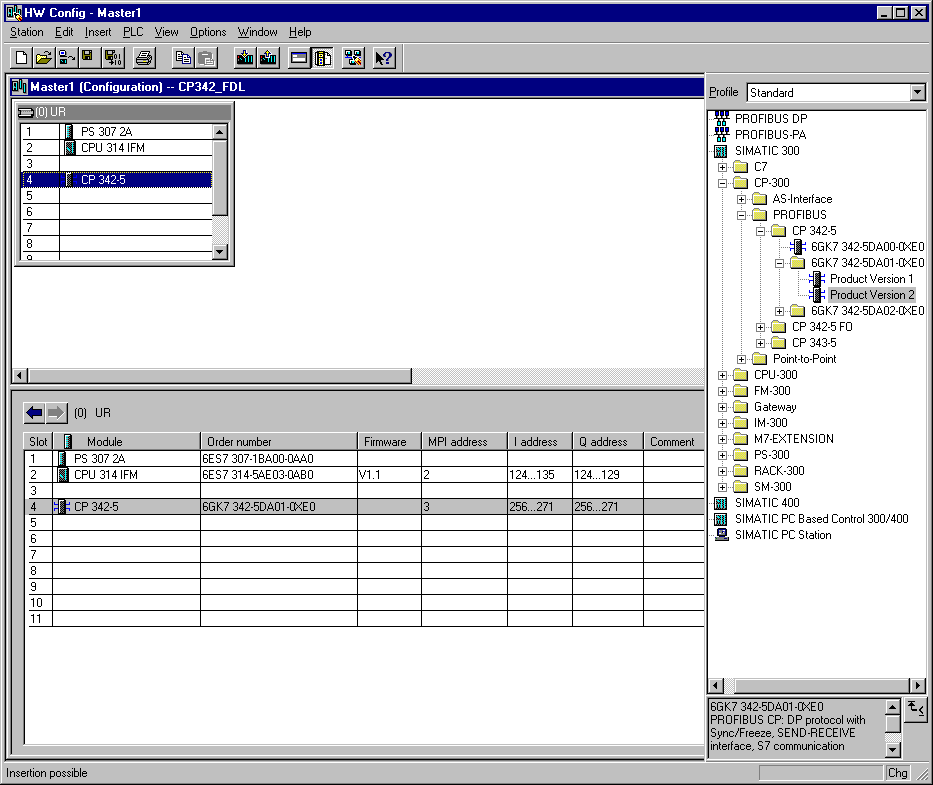 HW Config - Master1
Station Edit Insert PLC View Options Window Help
Master1 (Configuration) -- CP342_FDL
(0) UR
1 PS 307 2A
2 CPU 314 IFM
3
4 CP 342-5
5
6
7
8
9
(0) UR
Slot Module Order number Firmware MPI address I address Q address Comment
1 PS 307 2A 6ES7 307-1BA00-0AA0
2 CPU 314 IFM 6ES7 314-5AE03-0AB0 V1.1 2 124...135 124...129
3
4 CP 342-5 6GK7 342-5DA01-0XE0 3 256...271 256...271
5
6
7
8
9
10
11
Profile Standard
PROFIBUS DP
PROFIBUS-PA
SIMATIC 300
C7
CP-300
AS-Interface
PROFIBUS
CP 342-5
6GK7 342-5DA00-0XE0
6GK7 342-5DA01-0XE0
Product Version 1
Product Version 2
6GK7 342-5DA02-0XE0
CP 342-5 FO
CP 343-5
Point-to-Point
CPU-300
FM-300
Gateway
IM-300
M7-EXTENSION
PS-300
RACK-300
SM-300
SIMATIC 400
SIMATIC PC Based Control 300/400
SIMATIC PC Station
6GK7 342-5DA01-0XE0
PROFIBUS CP: DP protocol with
Sync/Freeze, SEND-RECEIVE
interface, S7 communication
Insertion possible
Chg